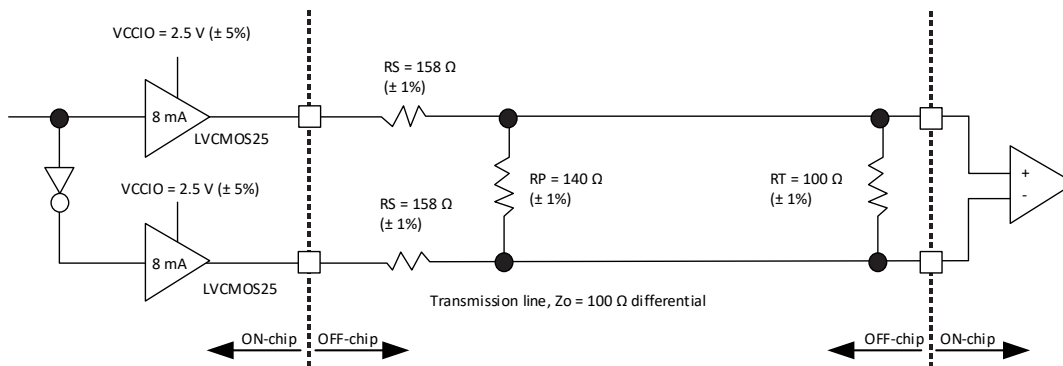 VCCIO = 2.5 V (± 5%)
RS = 158 Ω
(± 1%)
8 mA
LVCMOS25
VCCIO = 2.5 V (± 5%)
RP = 140 Ω
(± 1%)
RT = 100 Ω
(± 1%)
+
-
RS = 158 Ω
(± 1%)
8 mA
LVCMOS25
Transmission line, Zo = 100 Ω differential
ON-chip
OFF-chip
OFF-chip
ON-chip